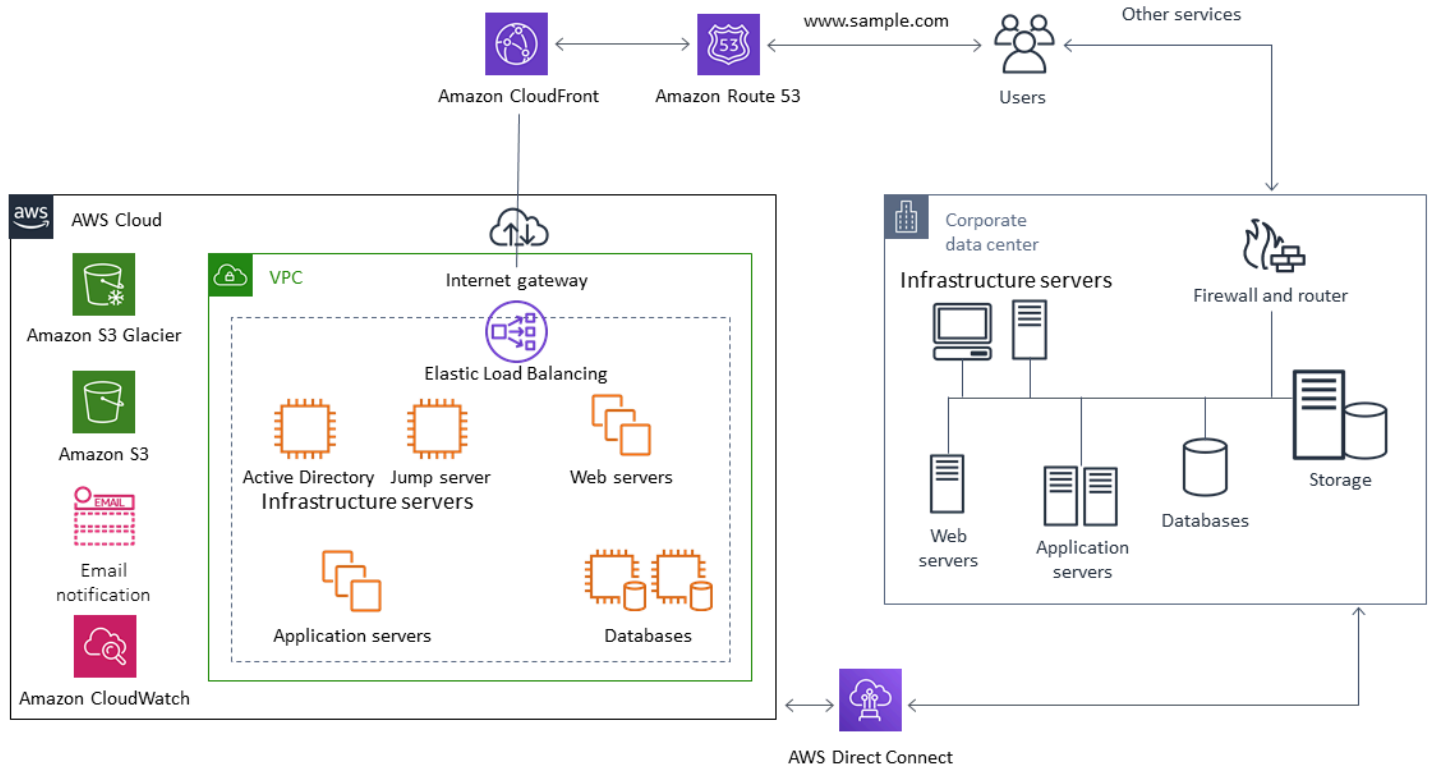 www.sample.com
Other services
53
Amazon CloudFront
Amazon Route 53
Users
aws
AWS Cloud
Amazon S3 Glacier
Amazon S3
EMAIL
Email
notification
Amazon CloudWatch
VPC
Internet gateway
Elastic Load Balancing
Active Directory
Jump server
Web servers
Infrastructure servers
Application servers
Databases
Corporate
data center
Infrastructure servers
Firewall and router
Storage
Web
servers
Application
servers
Databases
AWS Direct Connect